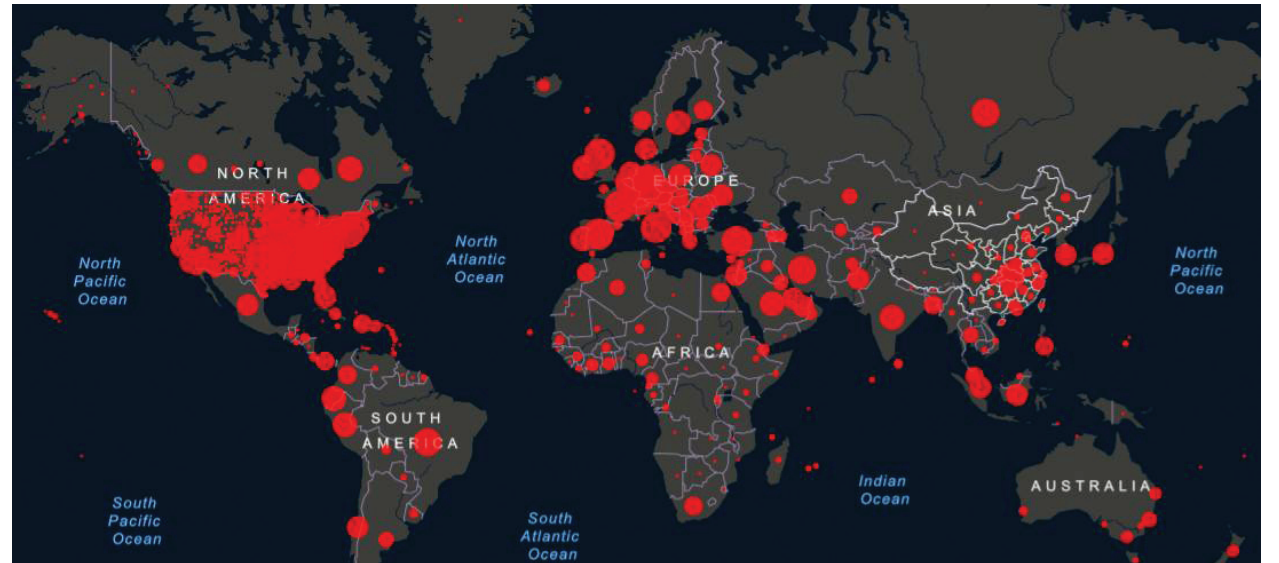 NORTH
AMERICA
EUROPE
ASIA
North
Pacific
Ocean
North
Atlantic
Ocean
North
Pacific
Ocean
AFRICA
SOUTH
AMERICA
South
Pacific
Ocean
South
Atlantic
Ocean
Indian
Ocean
AUSTRALIA